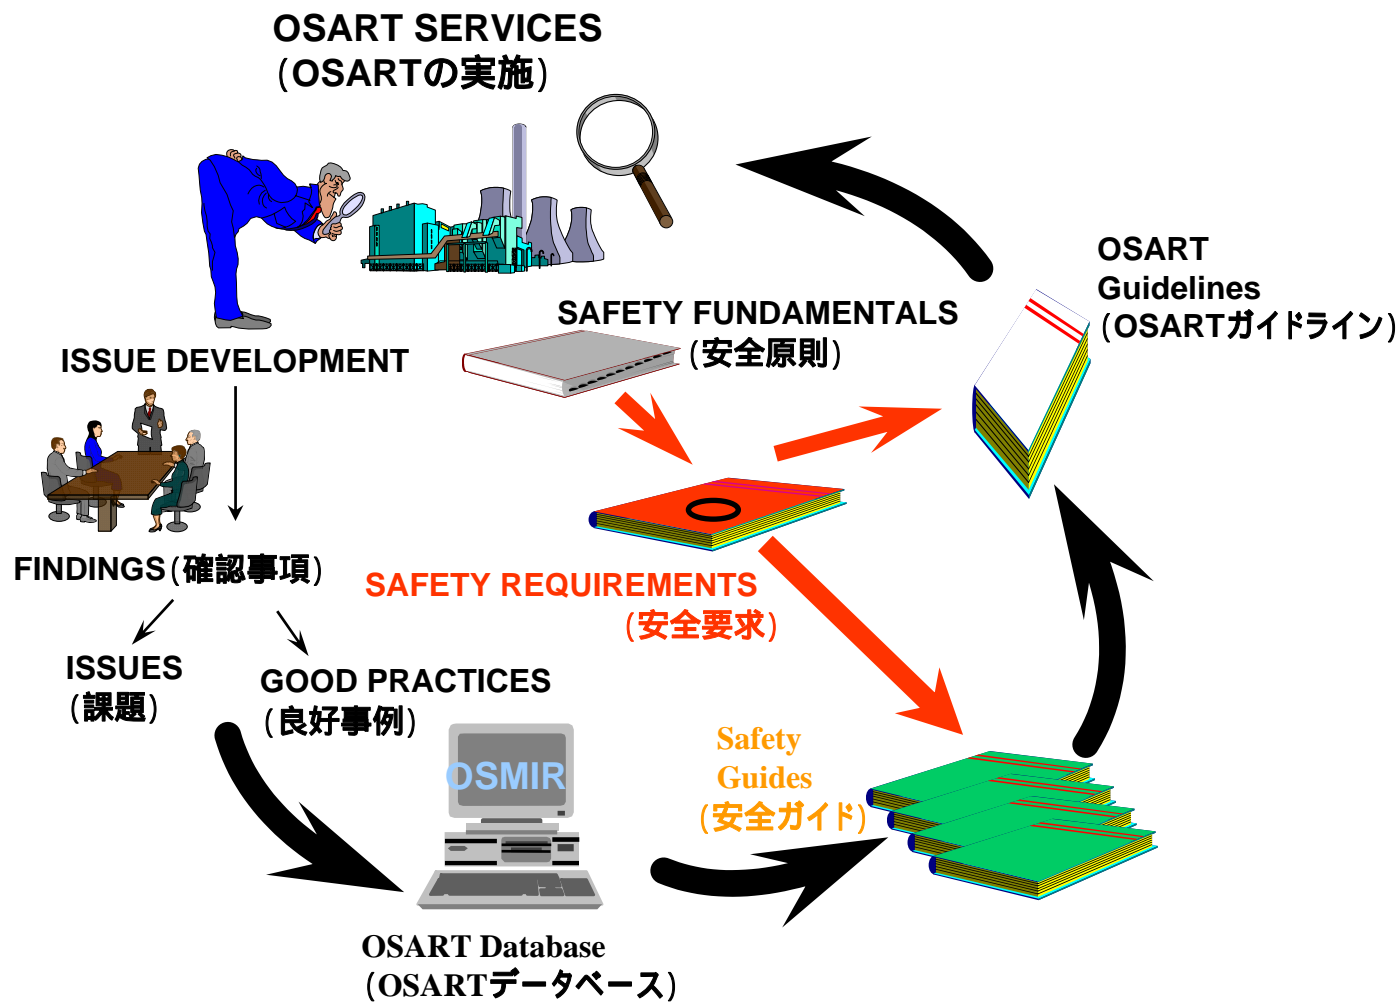 OSART SERVICES
(OSARTの実施)
OSART
Guidelines
(OSARTガイドライン)
SAFETY FUNDAMENTALS
(安全原則)
ISSUE DEVELOPMENT
FINDINGS(確認事項)
SAFETY REQUIREMENTS
(安全要求)
ISSUES
(課題)
GOOD PRACTICES
(良好事例)
OSMIR
Safety
Guides
(安全ガイド)
OSART Database
(OSARTデータベース)